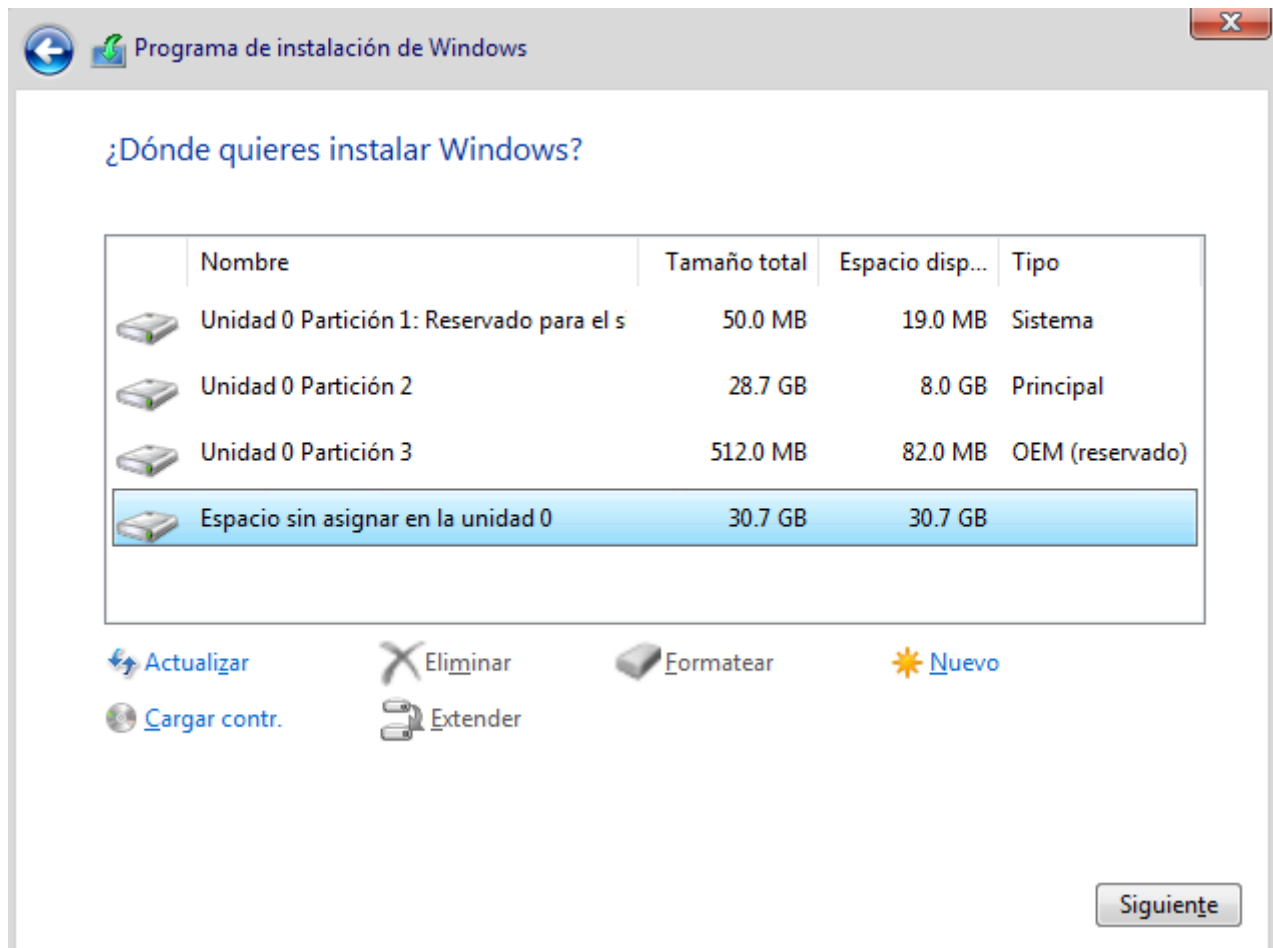 Programa de instalación de Windows
¿Dónde quieres instalar Windows?
Nombre Tamaño total Espacio disp... Tipo
Unidad 0 Partición 1: Reservado para el s 50.0 MB 19.0 MB Sistema
Unidad 0 Partición 2 28.7 GB 8.0 GB Principal
Unidad 0 Partición 3 512.0 MB 82.0 MB OEM (reservado)
Espacio sin asignar en la unidad 0 30.7 GB 30.7 GB
Actualizar Eliminar Formatear Nuevo
Cargar contr. Extender
Siguiente